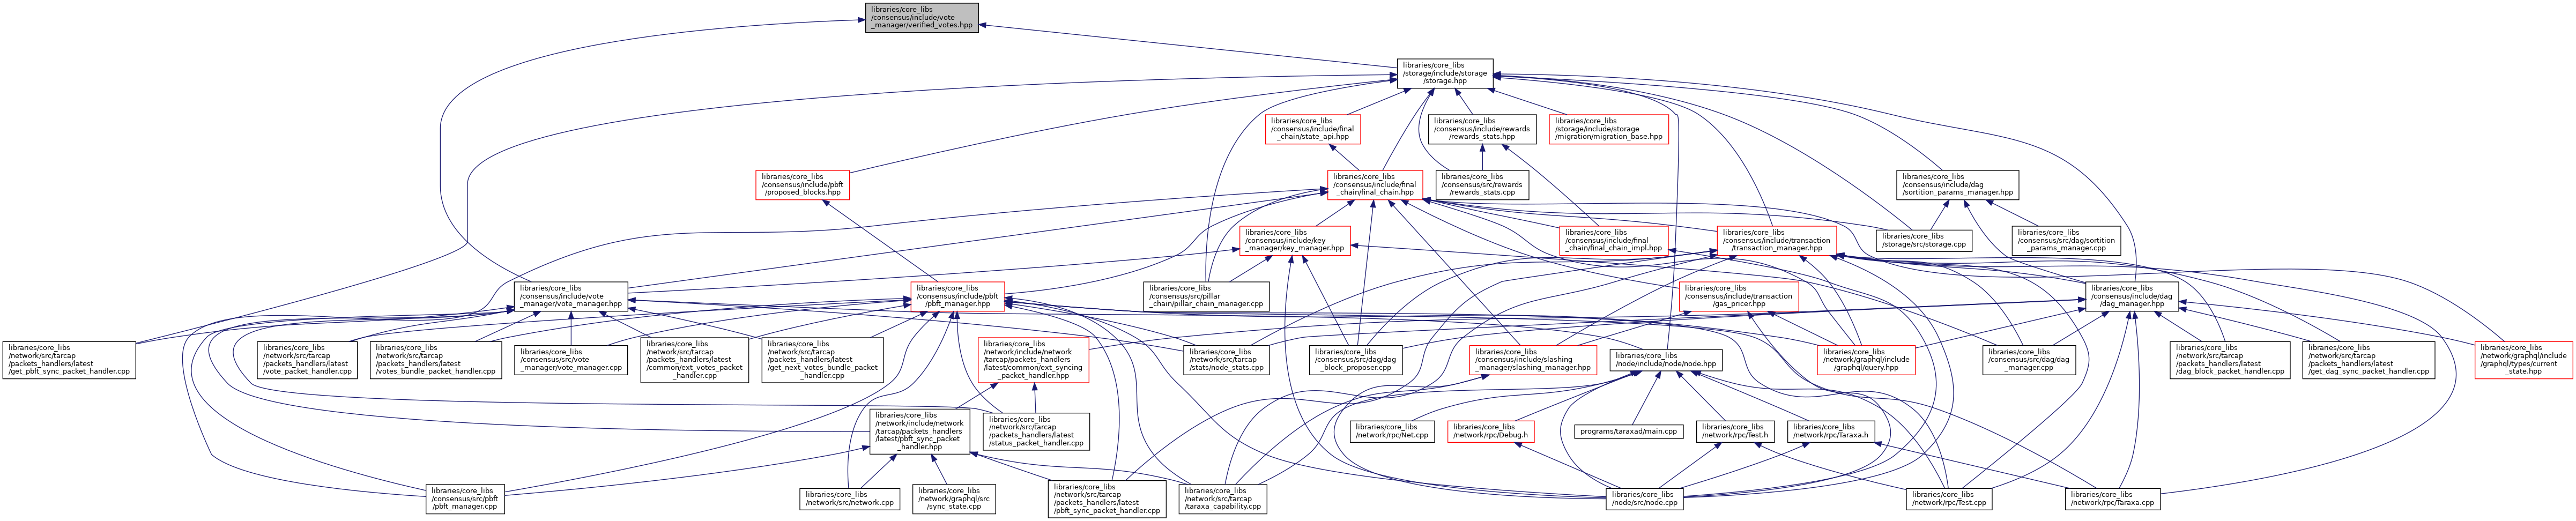 libraries/core_libs
/consensus/include/vote
_manager/verified_votes.hpp
libraries/core_libs
/storage/include/storage
/storage.hpp
libraries/core_libs
/consensus/include/final
_chain/state_api.hpp
libraries/core_libs
/consensus/include/rewards
/rewards_stats.hpp
libraries/core_libs
/storage/include/storage
/migration/migration_base.hpp
libraries/core_libs
/consensus/include/pbft
/proposed_blocks.hpp
libraries/core_libs
/consensus/include/final
_chain/final_chain.hpp
libraries/core_libs
/consensus/src/rewards
/rewards_stats.cpp
libraries/core_libs
/consensus/include/dag
/sortition_params_manager.hpp
libraries/core_libs
/consensus/include/key
_manager/key_manager.hpp
libraries/core_libs
/consensus/include/final
_chain/final_chain_impl.hpp
libraries/core_libs
/consensus/include/transaction
/transaction_manager.hpp
libraries/core_libs
/storage/src/storage.cpp
libraries/core_libs
/consensus/src/dag/sortition
_params_manager.cpp
libraries/core_libs
/consensus/include/vote
_manager/vote_manager.hpp
libraries/core_libs
/consensus/include/pbft
/pbft_manager.hpp
libraries/core_libs
/consensus/src/pillar
_chain/pillar_chain_manager.cpp
libraries/core_libs
/consensus/include/transaction
/gas_pricer.hpp
libraries/core_libs
/consensus/include/dag
/dag_manager.hpp
libraries/core_libs
/network/src/tarcap
/packets_handlers/latest
/get_pbft_sync_packet_handler.cpp
libraries/core_libs
/network/src/tarcap
/packets_handlers/latest
/vote_packet_handler.cpp
libraries/core_libs
/network/src/tarcap
/packets_handlers/latest
/votes_bundle_packet_handler.cpp
libraries/core_libs
/consensus/src/vote
_manager/vote_manager.cpp
libraries/core_libs
/network/src/tarcap
/packets_handlers/latest
/common/ext_votes_packet
_handler.cpp
libraries/core_libs
/network/src/tarcap
/packets_handlers/latest
/get_next_votes_bundle_packet
_handler.cpp
libraries/core_libs
/network/include/network
/tarcap/packets_handlers
/latest/common/ext_syncing
_packet_handler.hpp
libraries/core_libs
/network/src/tarcap
/stats/node_stats.cpp
libraries/core_libs
/consensus/src/dag/dag
_block_proposer.cpp
libraries/core_libs
/consensus/include/slashing
_manager/slashing_manager.hpp
libraries/core_libs
/node/include/node/node.hpp
libraries/core_libs
/network/graphql/include
/graphql/query.hpp
libraries/core_libs
/consensus/src/dag/dag
_manager.cpp
libraries/core_libs
/network/src/tarcap
/packets_handlers/latest
/dag_block_packet_handler.cpp
libraries/core_libs
/network/src/tarcap
/packets_handlers/latest
/get_dag_sync_packet_handler.cpp
libraries/core_libs
/network/graphql/include
/graphql/types/current
_state.hpp
libraries/core_libs
/network/include/network
/tarcap/packets_handlers
/latest/pbft_sync_packet
_handler.hpp
libraries/core_libs
/network/src/tarcap
/packets_handlers/latest
/status_packet_handler.cpp
libraries/core_libs
/network/rpc/Net.cpp
libraries/core_libs
/network/rpc/Debug.h
programs/taraxad/main.cpp
libraries/core_libs
/network/rpc/Test.h
libraries/core_libs
/network/rpc/Taraxa.h
libraries/core_libs
/consensus/src/pbft
/pbft_manager.cpp
libraries/core_libs
/network/src/network.cpp
libraries/core_libs
/network/graphql/src
/sync_state.cpp
libraries/core_libs
/network/src/tarcap
/packets_handlers/latest
/pbft_sync_packet_handler.cpp
libraries/core_libs
/network/src/tarcap
/taraxa_capability.cpp
libraries/core_libs
/node/src/node.cpp
libraries/core_libs
/network/rpc/Test.cpp
libraries/core_libs
/network/rpc/Taraxa.cpp